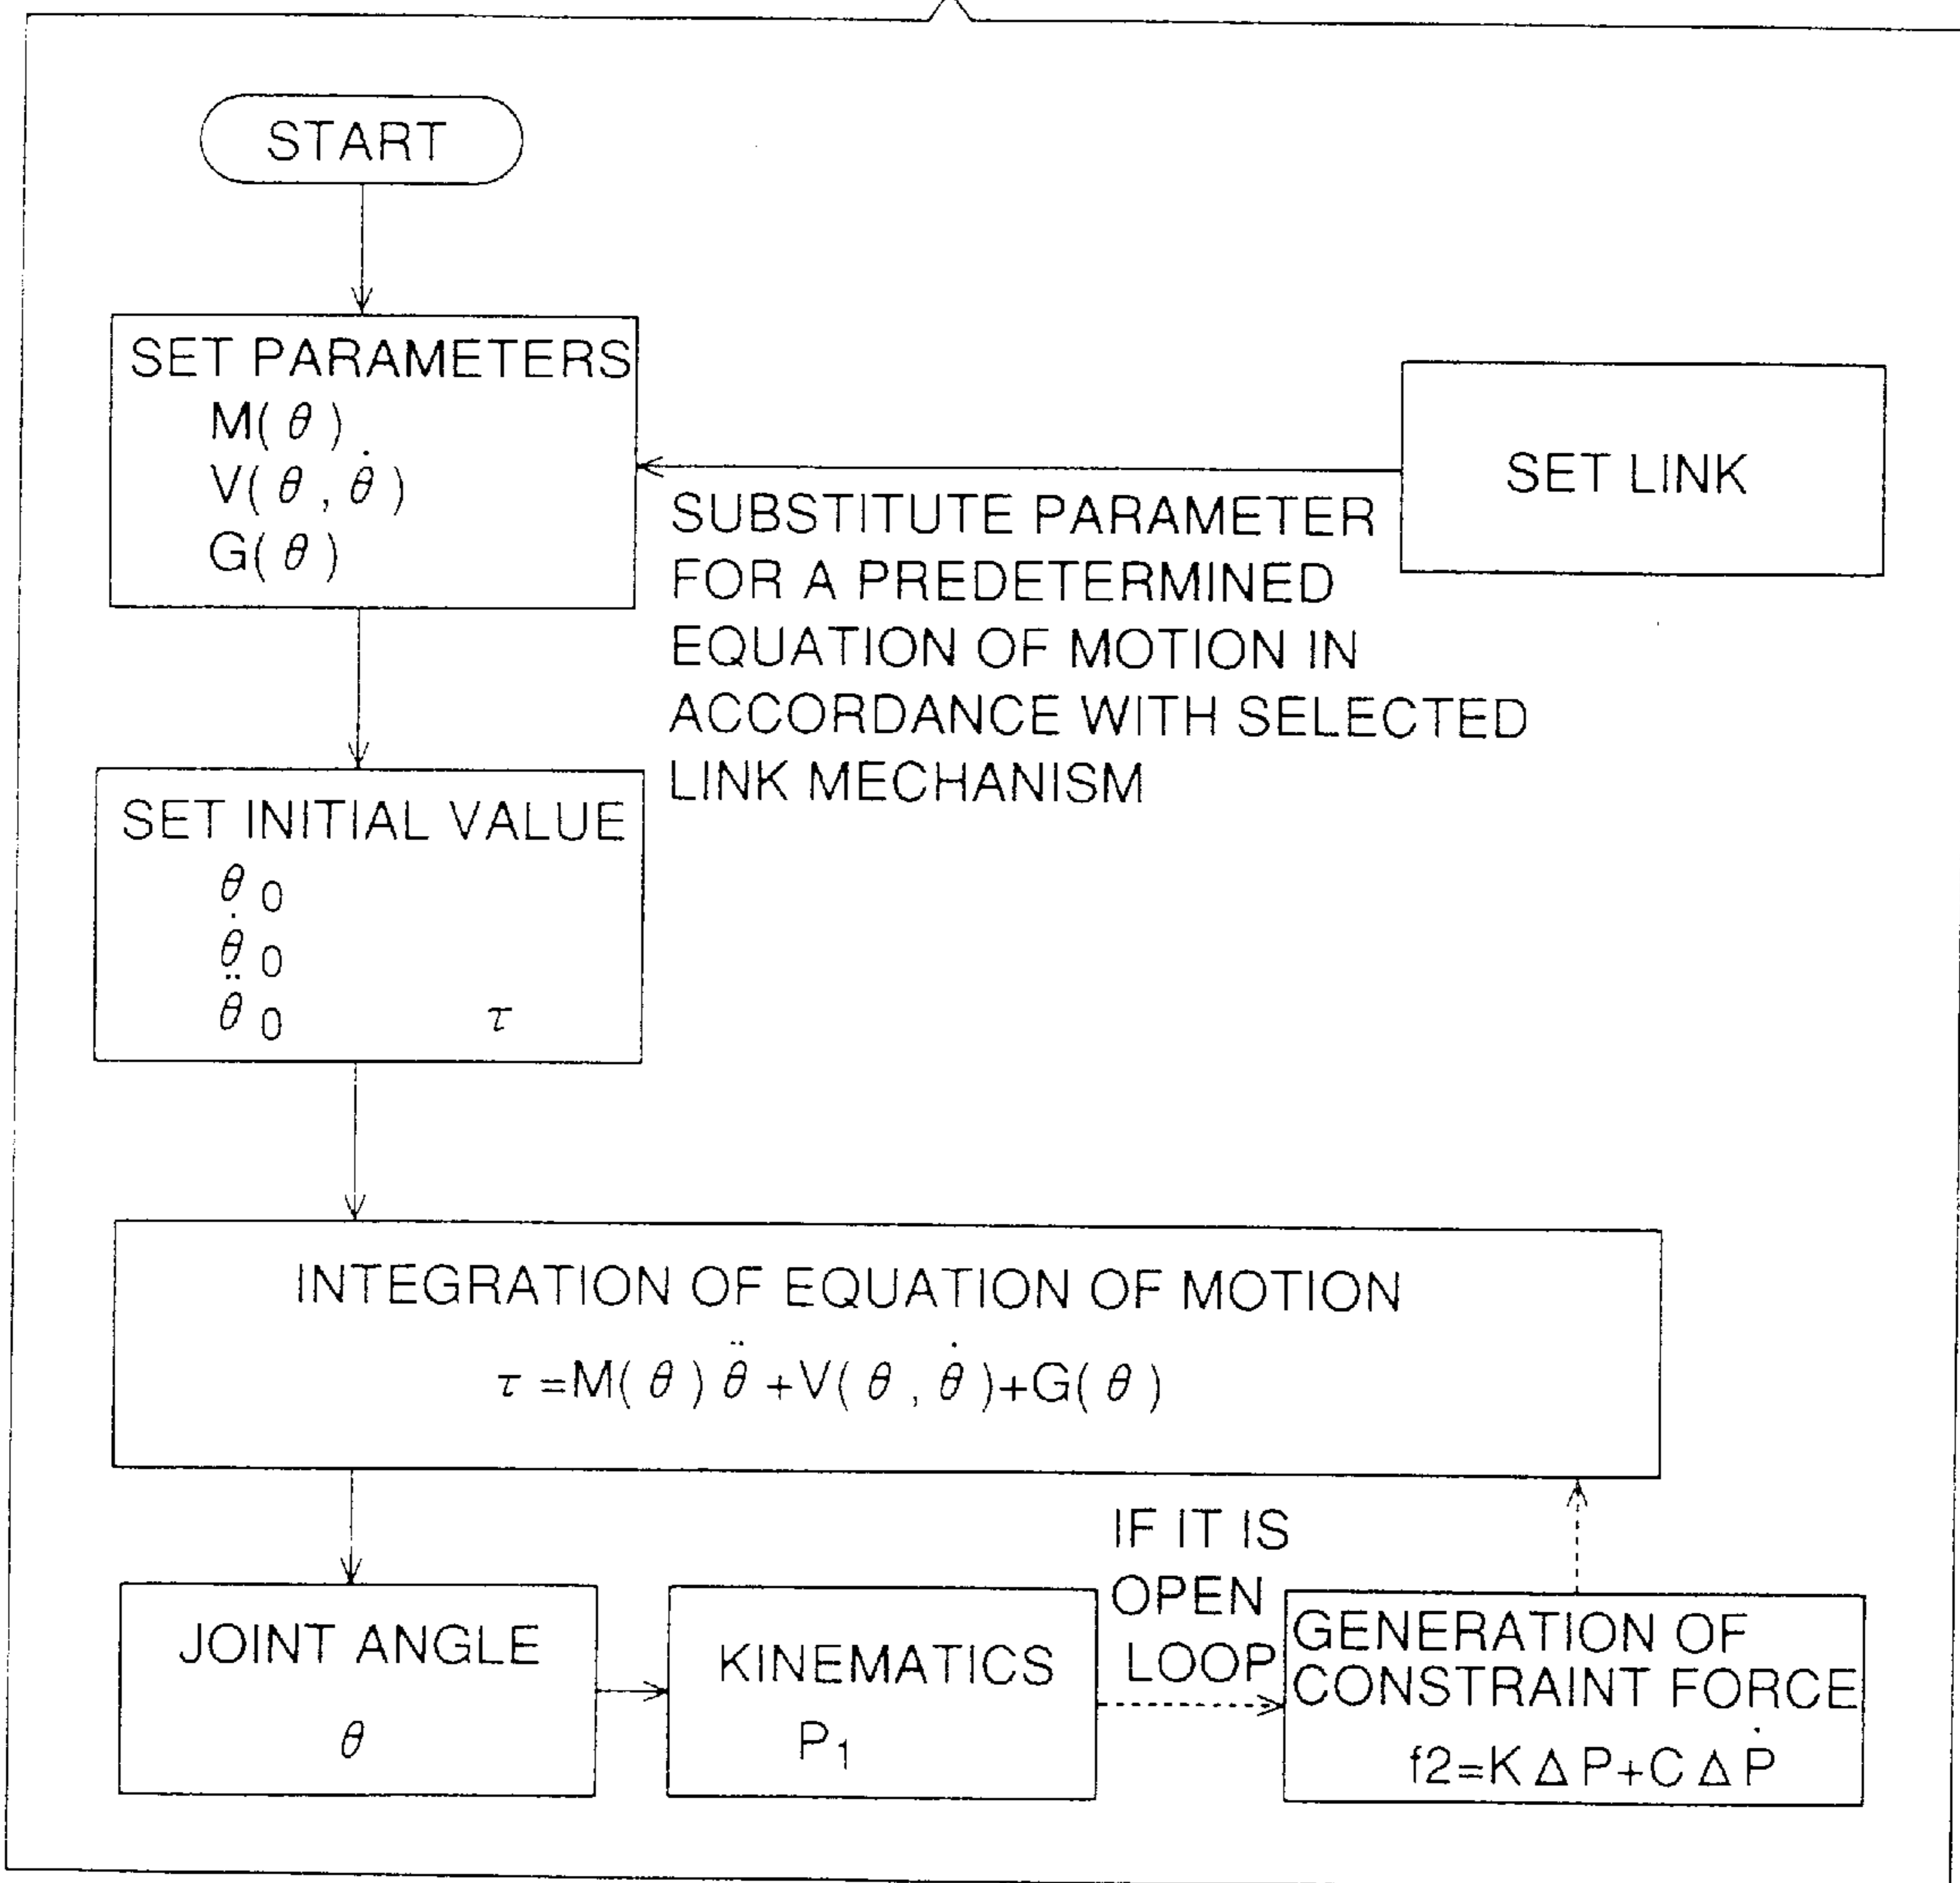 START
SET PARAMETERS
M( θ )
V( θ , θ̇ )
G( θ )
SET LINK
SUBSTITUTE PARAMETER
FOR A PREDETERMINED
EQUATION OF MOTION IN
ACCORDANCE WITH SELECTED
LINK MECHANISM
SET INITIAL VALUE
θ 0
θ̇ 0
θ̈ 0 τ
INTEGRATION OF EQUATION OF MOTION
τ =M( θ ) θ̈ +V( θ , θ̇ )+G( θ )
JOINT ANGLE
θ
KINEMATICS
P1
IF IT IS
OPEN
LOOP
GENERATION OF
CONSTRAINT FORCE
f2=K Δ P+C Δ Ṗ